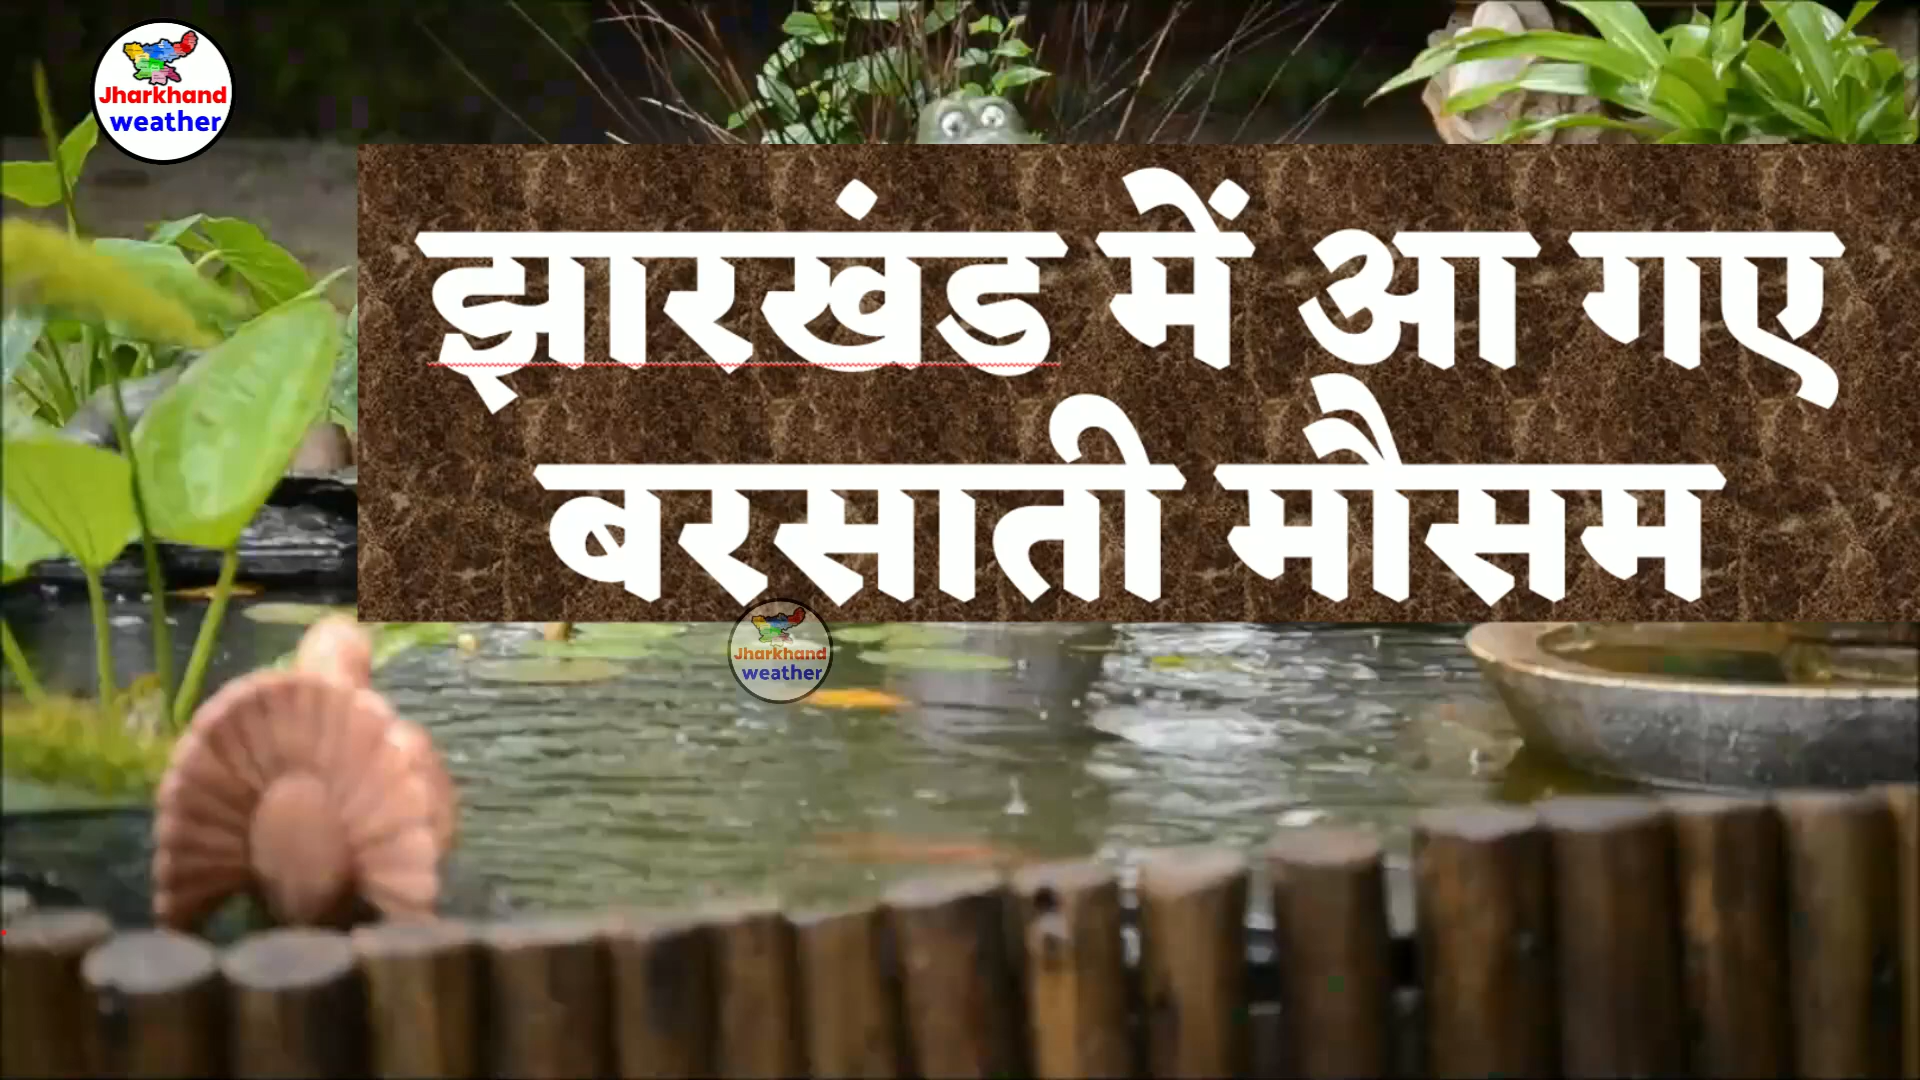 Jharkhand
weather
झारखंड में आ गए
बरसाती मौसम
Jharkhand
weather